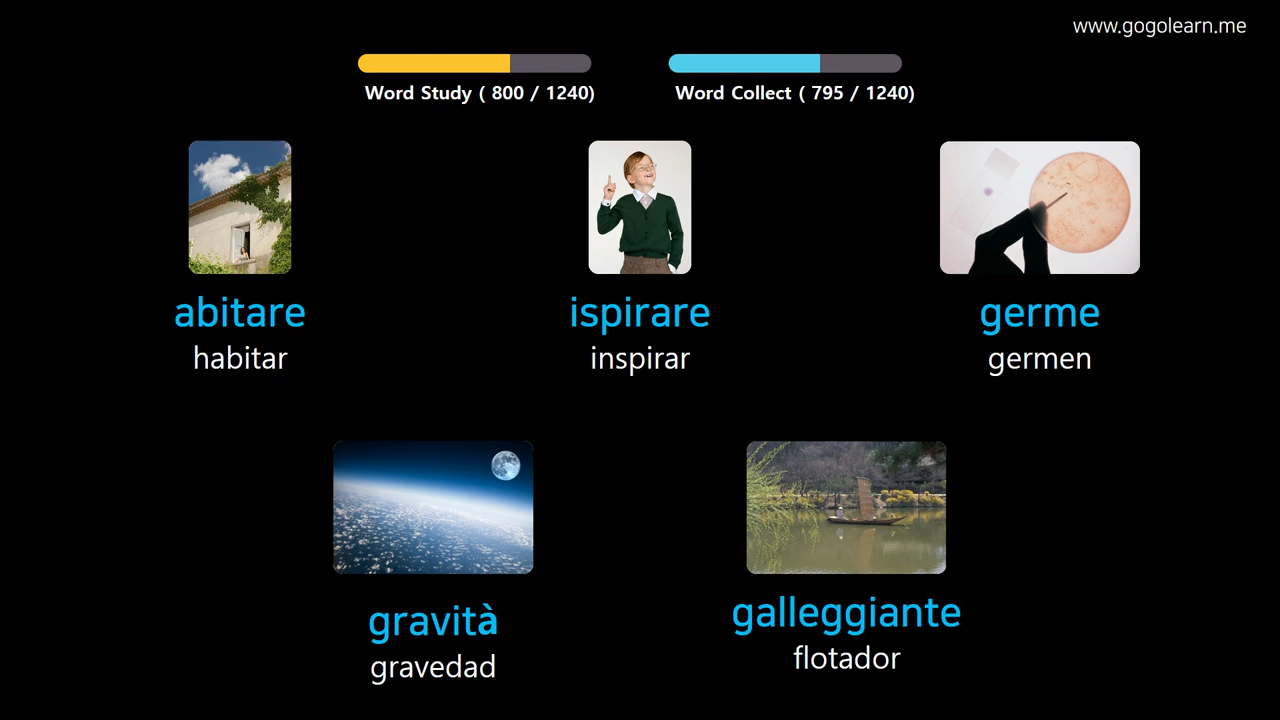 www.gogolearn.me
Word Study ( 800 / 1240)
Word Collect ( 795 / 1240)
abitare
habitar
ispirare
inspirar
germe
germen
gravità
gravedad
galleggiante
flotador